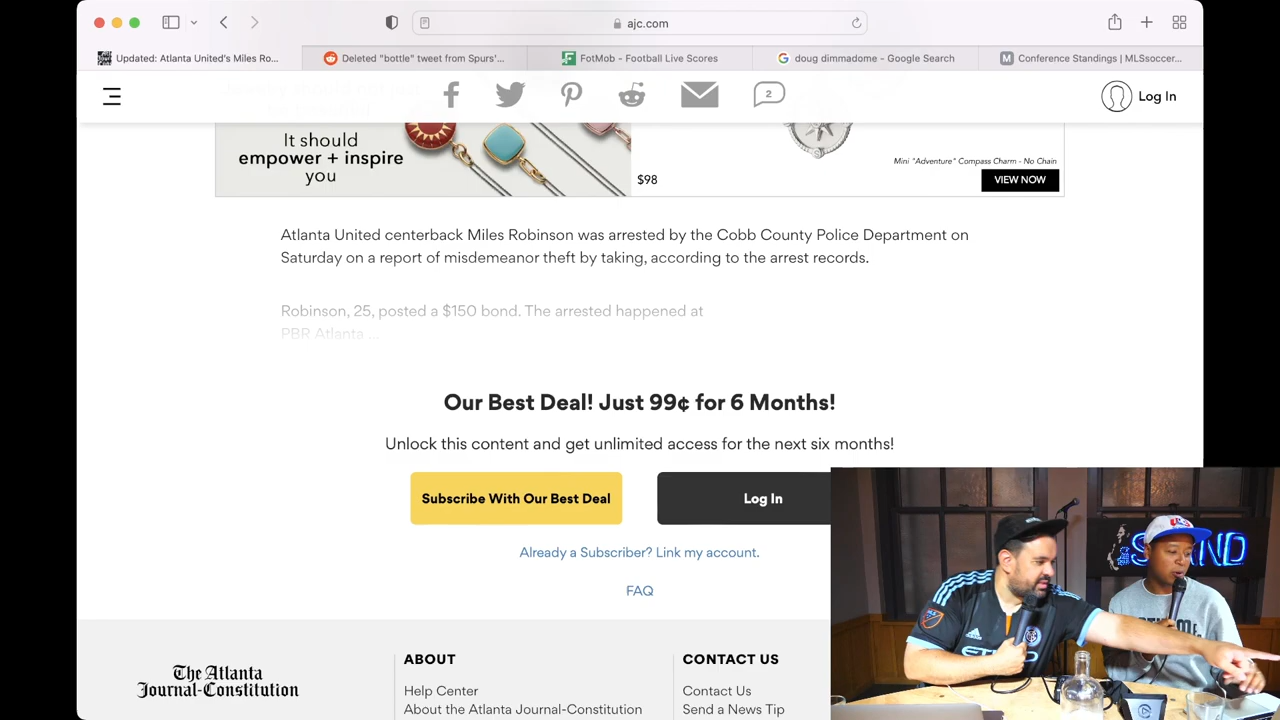 ajc.com
Updated: Atlanta United's Miles Ro...
Deleted "bottle" tweet from Spurs'...
FotMob - Football Live Scores
doug dimmadome - Google Search
Conference Standings | MLSsoccer...
2
Log In
It should
empower + inspire
you
$98
Mini "Adventure" Compass Charm - No Chain
VIEW NOW
Atlanta United centerback Miles Robinson was arrested by the Cobb County Police Department on
Saturday on a report of misdemeanor theft by taking, according to the arrest records.
Robinson, 25, posted a $150 bond. The arrested happened at
PBR Atlanta ...
Our Best Deal! Just 99¢ for 6 Months!
Unlock this content and get unlimited access for the next six months!
Subscribe With Our Best Deal
Log In
Already a Subscriber? Link my account.
FAQ
The Atlanta
Journal-Constitution
ABOUT
Help Center
About the Atlanta Journal-Constitution
CONTACT US
Contact Us
Send a News Tip